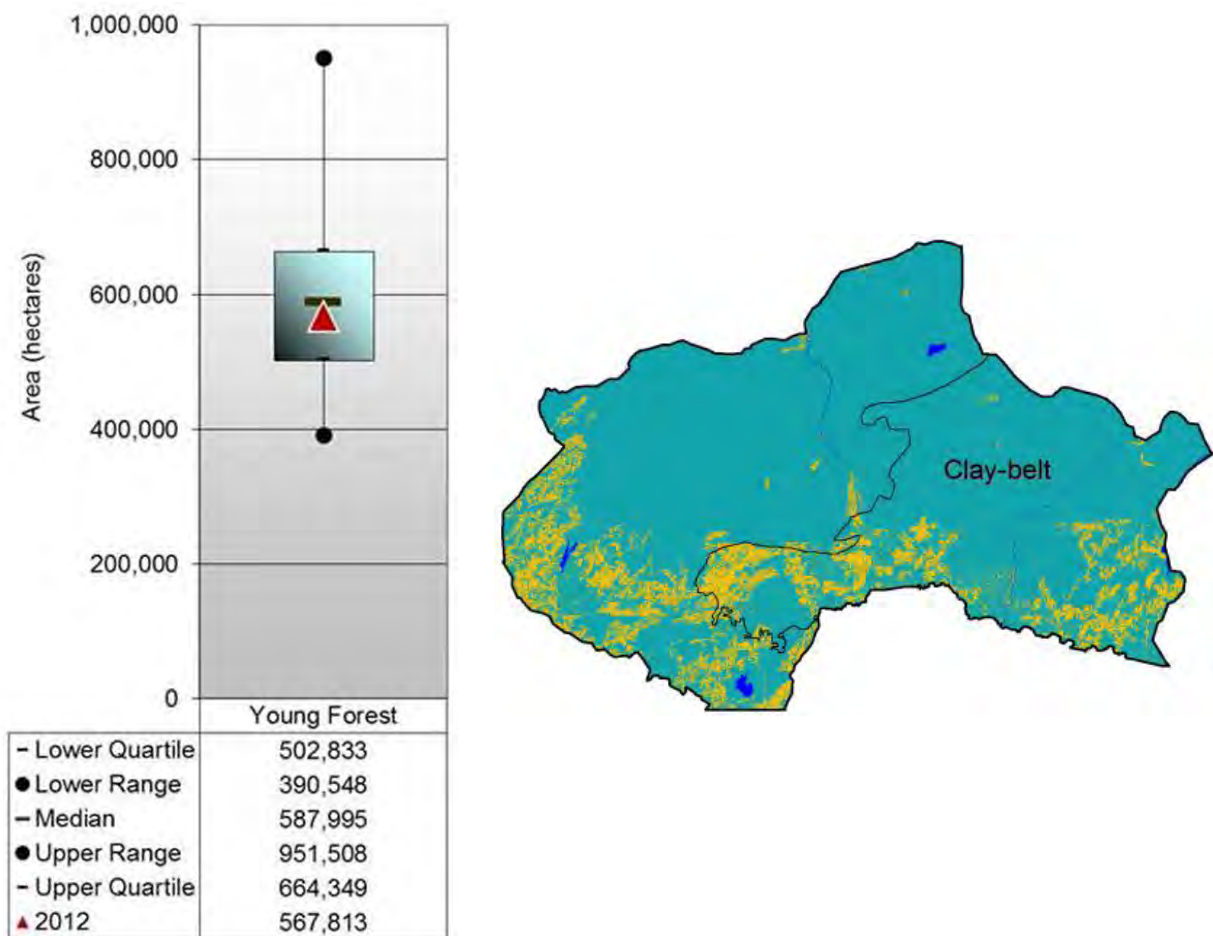 1,000,000
800,000
600,000
400,000
200,000
0
Area (hectares)
Young Forest
Lower Quartile 502,833
Lower Range 390,548
Median 587,995
Upper Range 951,508
Upper Quartile 664,349
2012 567,813
Clay-belt